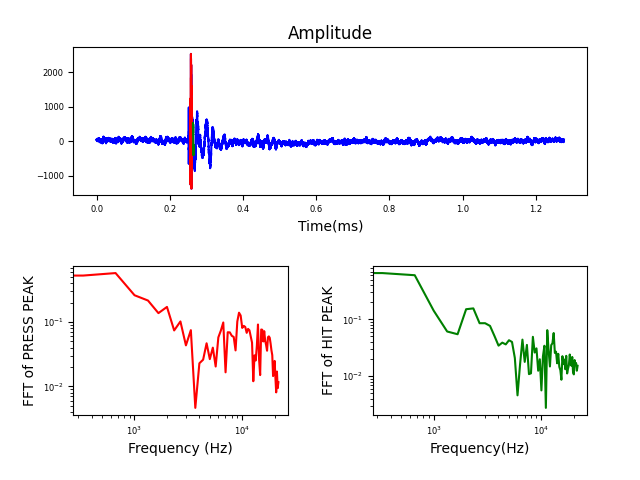 Amplitude
2000
1000
0
−1000
0.0 0.2 0.4 0.6 0.8 1.0 1.2
Time(ms)
FFT of PRESS PEAK
10⁻¹
10⁻²
10³ 10⁴
Frequency (Hz)
FFT of HIT PEAK
10⁻¹
10⁻²
10³ 10⁴
Frequency(Hz)